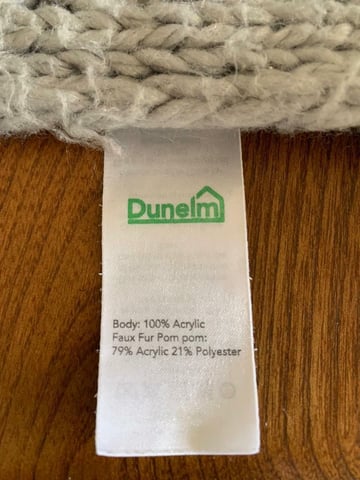 Dunelm
Body: 100% Acrylic
Faux Fur Pom pom:
79% Acrylic 21% Polyester